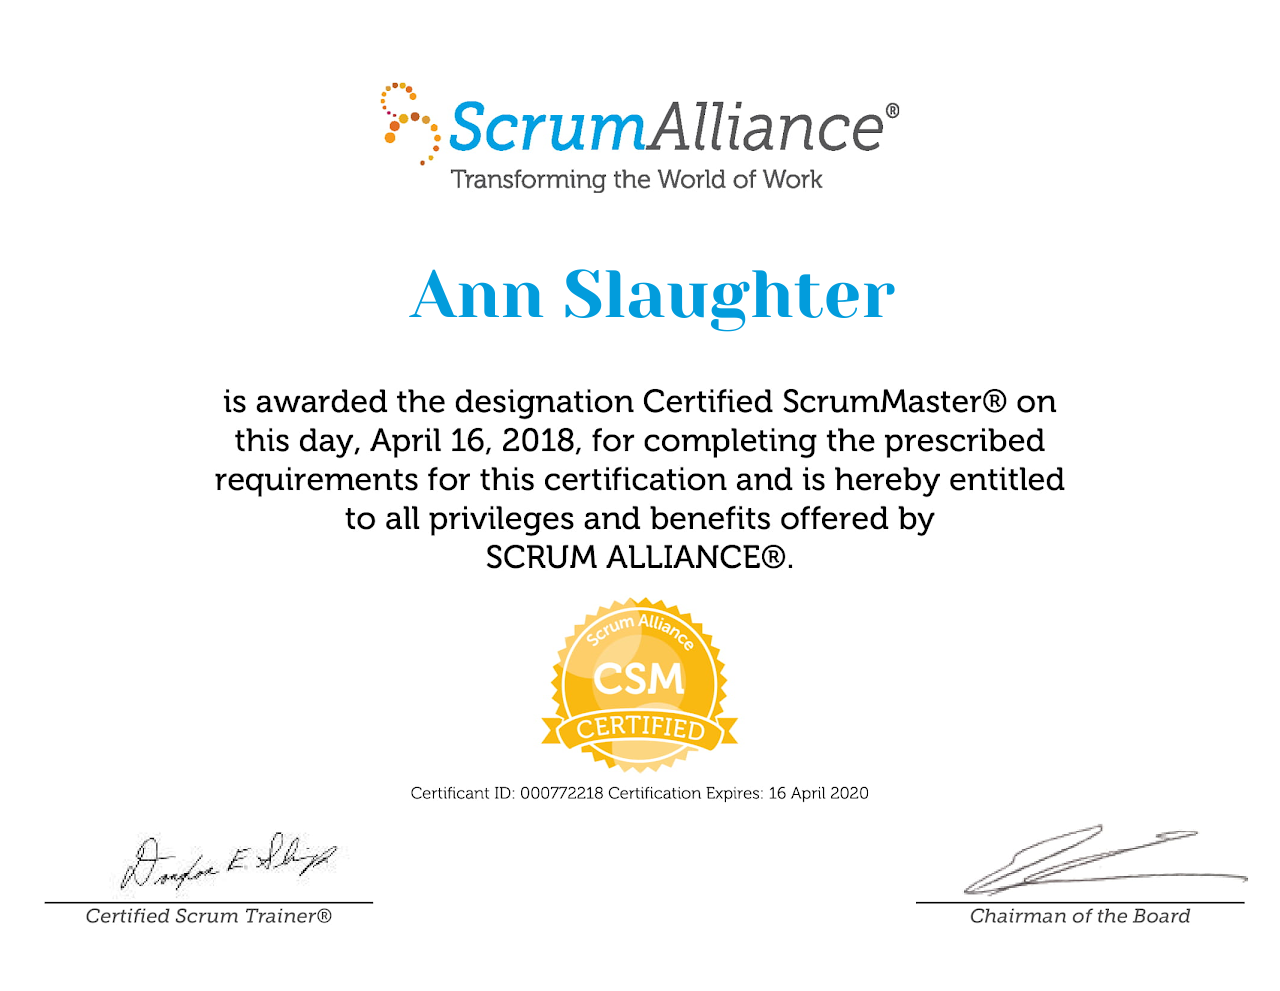 ScrumAlliance®
Transforming the World of Work
Ann Slaughter
is awarded the designation Certified ScrumMaster® on
this day, April 16, 2018, for completing the prescribed
requirements for this certification and is hereby entitled
to all privileges and benefits offered by
SCRUM ALLIANCE®.
Scrum Alliance
CSM
CERTIFIED
Certificant ID: 000772218 Certification Expires: 16 April 2020
Certified Scrum Trainer®
Chairman of the Board